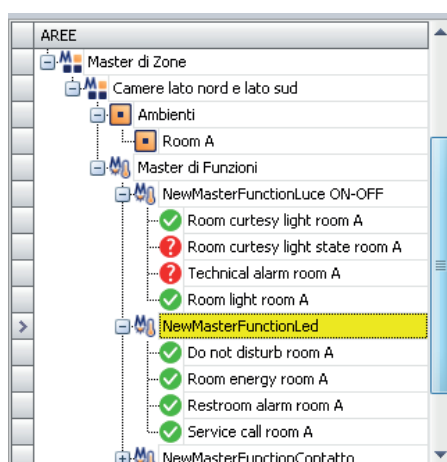 AREE
Master di Zone
Camere lato nord e lato sud
Ambienti
Room A
Master di Funzioni
NewMasterFunctionLuce ON-OFF
Room curtesy light room A
Room curtesy light state room A
Technical alarm room A
Room light room A
NewMasterFunctionLed
Do not disturb room A
Room energy room A
Restroom alarm room A
Service call room A
NewMasterFunctionContatto